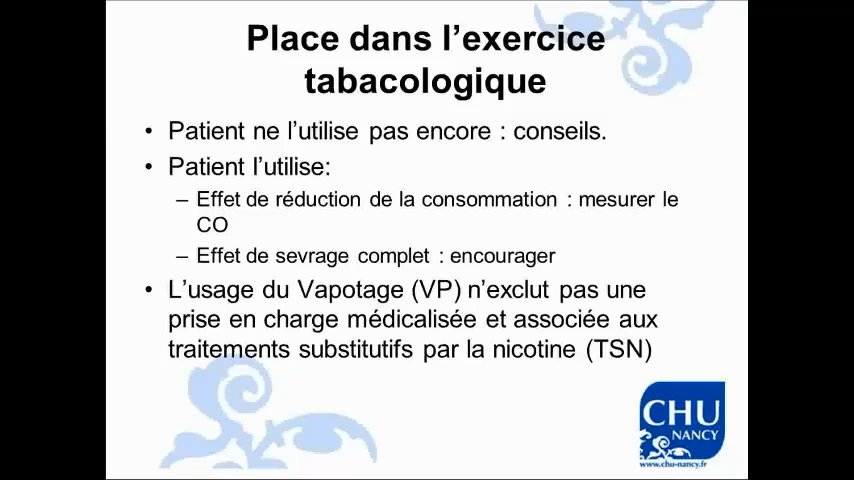 Place dans l’exercice
tabacologique
• Patient ne l’utilise pas encore : conseils.
• Patient l’utilise:
– Effet de réduction de la consommation : mesurer le
CO
– Effet de sevrage complet : encourager
• L’usage du Vapotage (VP) n’exclut pas une
prise en charge médicalisée et associée aux
traitements substitutifs par la nicotine (TSN)
CHU
NANCY
www.chu-nancy.fr